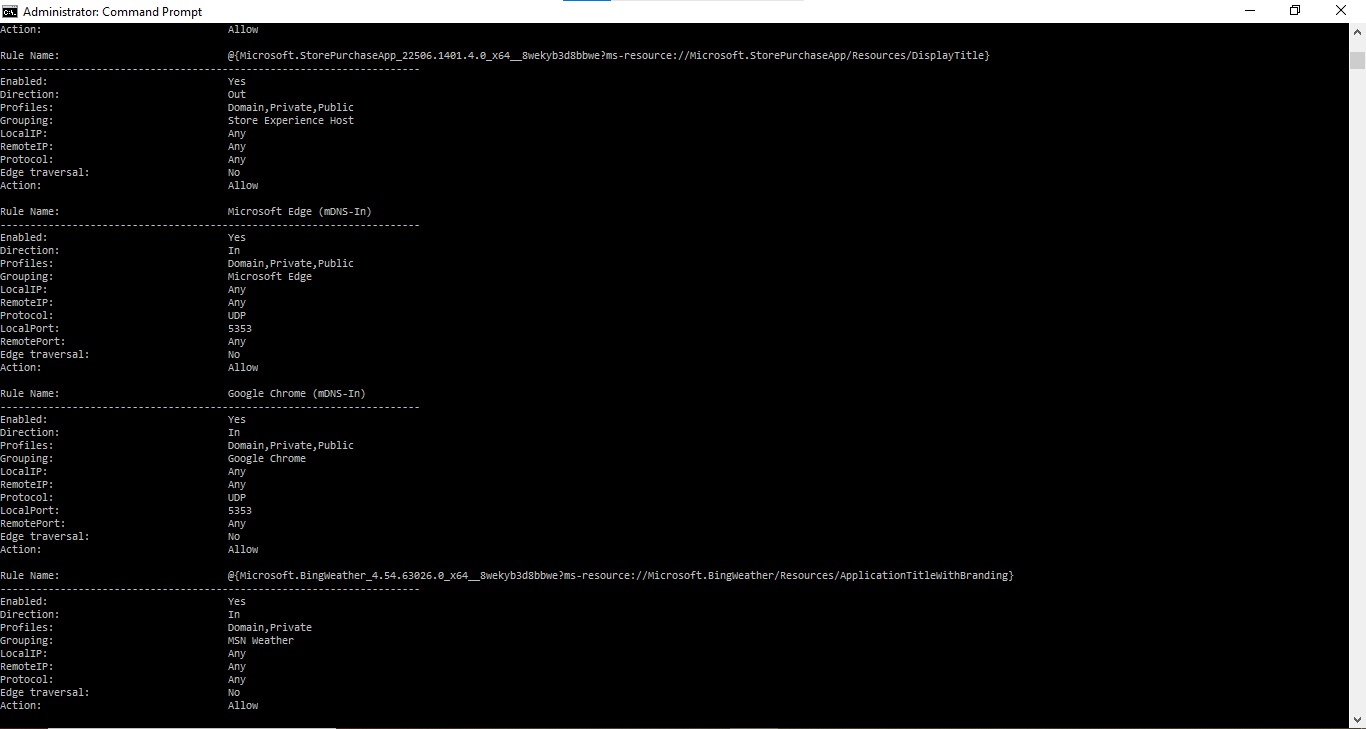 Administrator: Command Prompt
Action: Allow
Rule Name: @{Microsoft.StorePurchaseApp_22506.1401.4.0_x64__8wekyb3d8bbwe?ms-resource://Microsoft.StorePurchaseApp/Resources/DisplayTitle}
----------------------------------------------------------------------
Enabled: Yes
Direction: Out
Profiles: Domain,Private,Public
Grouping: Store Experience Host
LocalIP: Any
RemoteIP: Any
Protocol: Any
Edge traversal: No
Action: Allow
Rule Name: Microsoft Edge (mDNS-In)
----------------------------------------------------------------------
Enabled: Yes
Direction: In
Profiles: Domain,Private,Public
Grouping: Microsoft Edge
LocalIP: Any
RemoteIP: Any
Protocol: UDP
LocalPort: 5353
RemotePort: Any
Edge traversal: No
Action: Allow
Rule Name: Google Chrome (mDNS-In)
----------------------------------------------------------------------
Enabled: Yes
Direction: In
Profiles: Domain,Private,Public
Grouping: Google Chrome
LocalIP: Any
RemoteIP: Any
Protocol: UDP
LocalPort: 5353
RemotePort: Any
Edge traversal: No
Action: Allow
Rule Name: @{Microsoft.BingWeather_4.54.63026.0_x64__8wekyb3d8bbwe?ms-resource://Microsoft.BingWeather/Resources/ApplicationTitleWithBranding}
----------------------------------------------------------------------
Enabled: Yes
Direction: In
Profiles: Domain,Private
Grouping: MSN Weather
LocalIP: Any
RemoteIP: Any
Protocol: Any
Edge traversal: No
Action: Allow